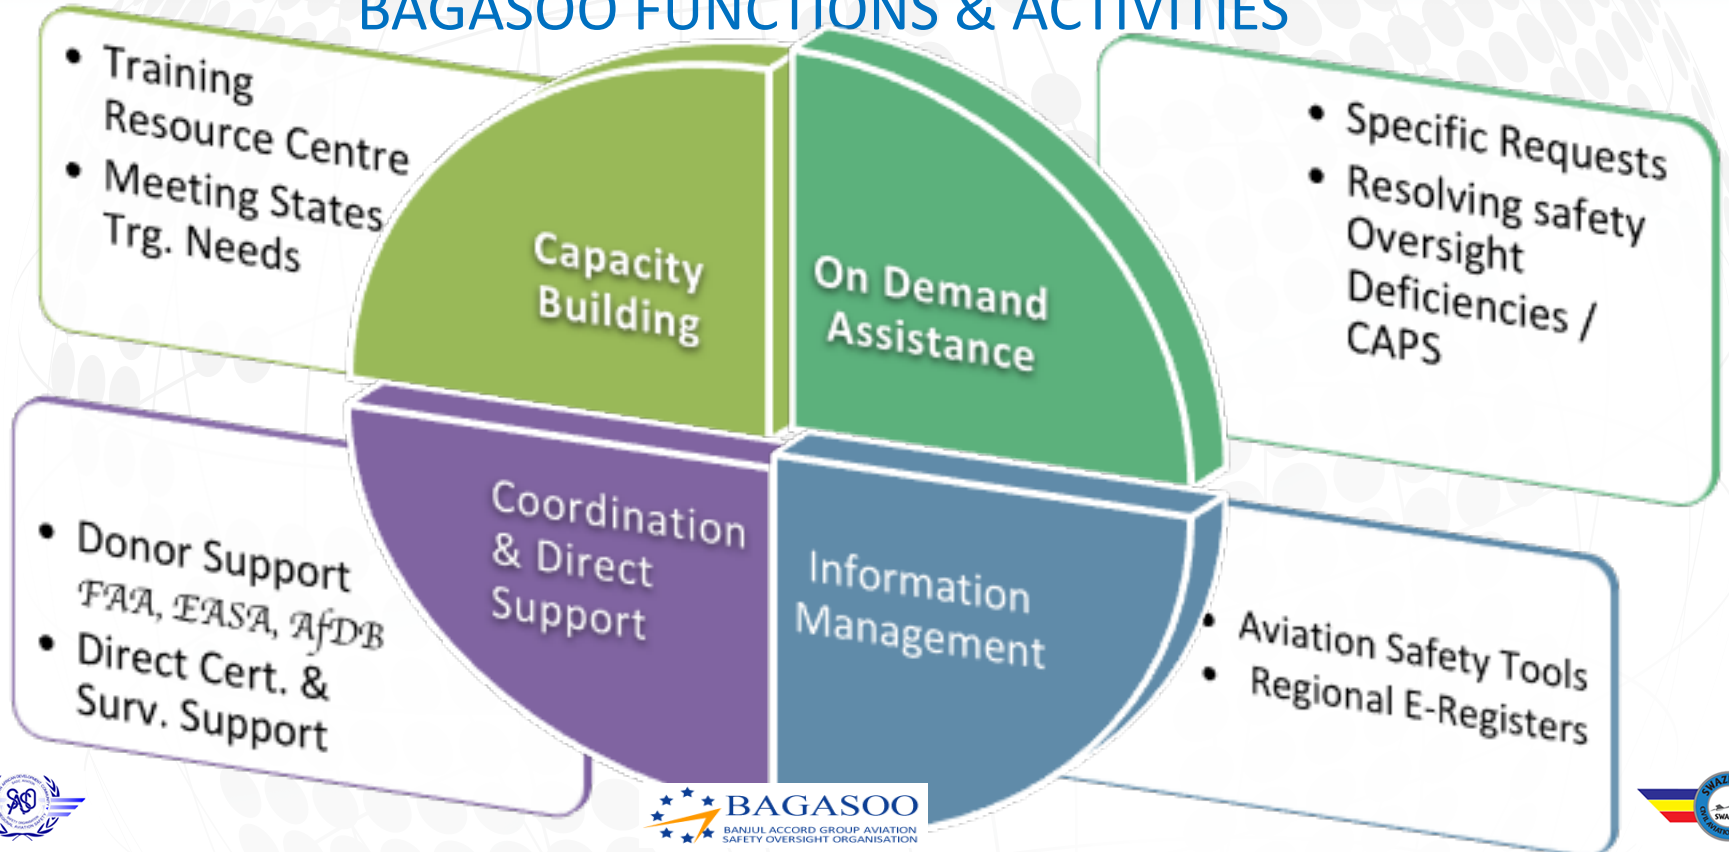 BAGASOO FUNCTIONS & ACTIVITIES
• Training
Resource Centre
• Meeting States
Trg. Needs
Capacity
Building
On Demand
Assistance
• Specific Requests
• Resolving safety
Oversight
Deficiencies /
CAPS
• Donor Support
FAA, EASA, AfDB
• Direct Cert. &
Surv. Support
Coordination
& Direct
Support
Information
Management
• Aviation Safety Tools
• Regional E-Registers
BAGASOO
BANJUL ACCORD GROUP AVIATION
SAFETY OVERSIGHT ORGANISATION